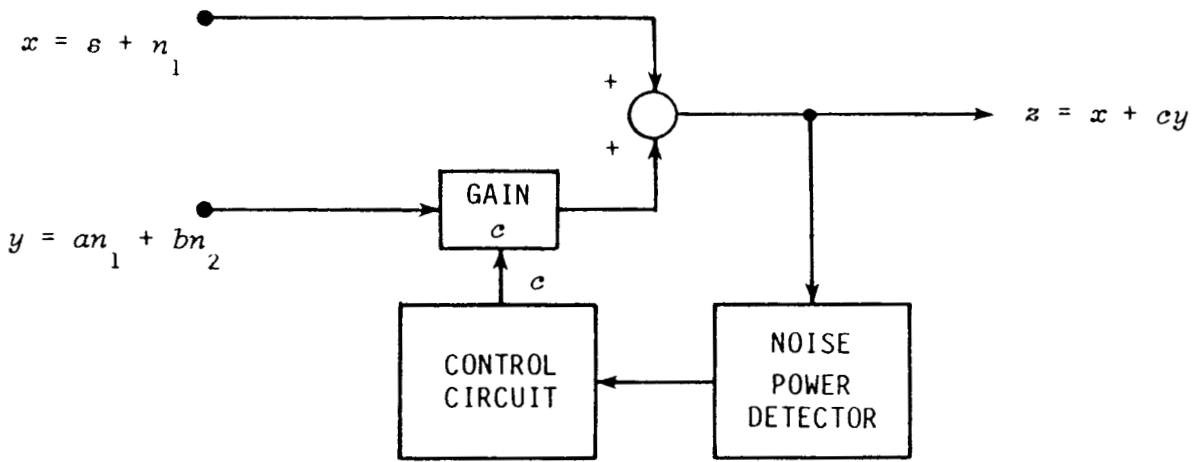 x = s + n₁
+
+
z = x + cy
GAIN
c
y = an₁ + bn₂
c
CONTROL
CIRCUIT
NOISE
POWER
DETECTOR